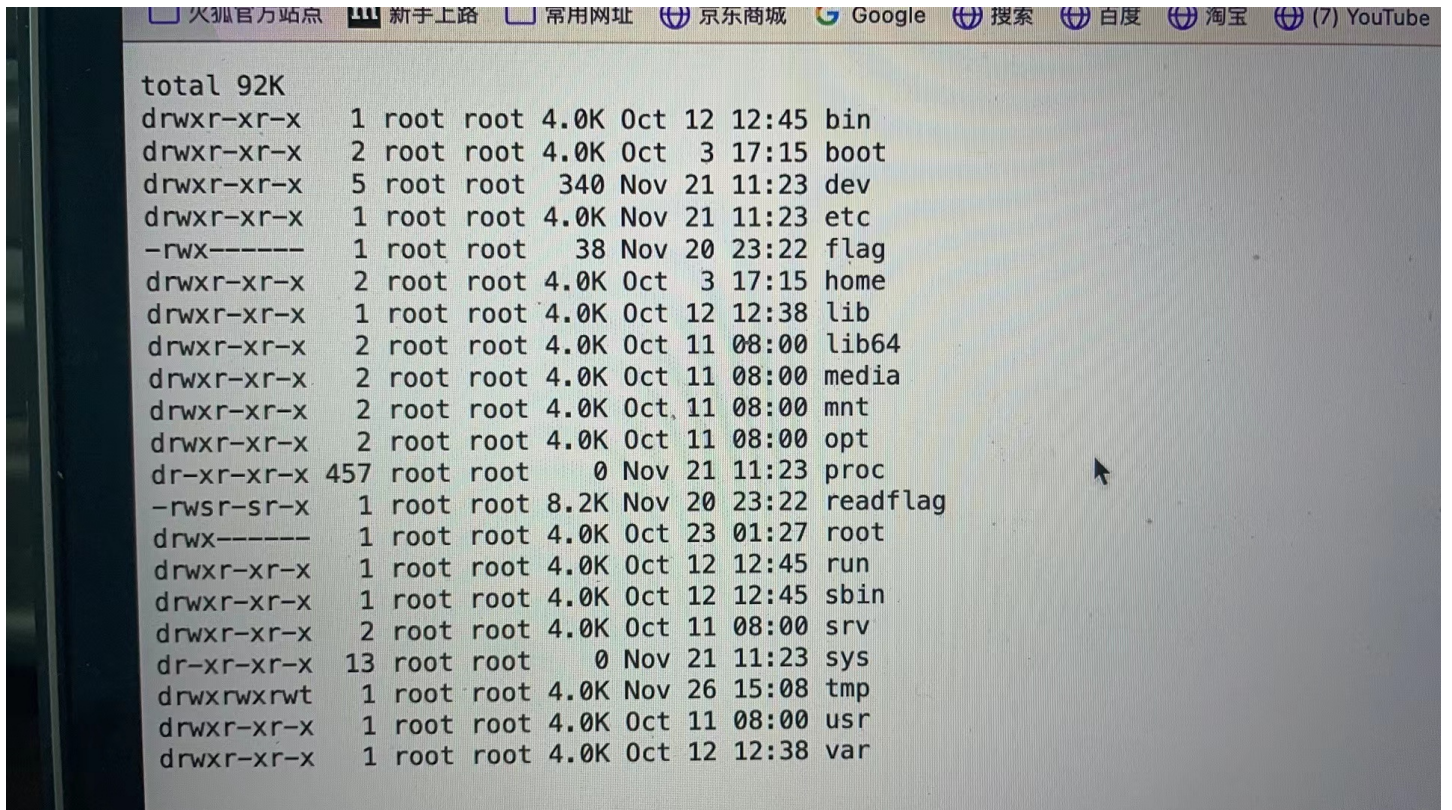 火狐官方站点 新手上路 常用网址 京东商城 Google 搜索 百度 淘宝 (7) YouTube
total 92K
drwxr-xr-x   1 root root 4.0K Oct 12 12:45 bin
drwxr-xr-x   2 root root 4.0K Oct  3 17:15 boot
drwxr-xr-x   5 root root  340 Nov 21 11:23 dev
drwxr-xr-x   1 root root 4.0K Nov 21 11:23 etc
-rwx------   1 root root   38 Nov 20 23:22 flag
drwxr-xr-x   2 root root 4.0K Oct  3 17:15 home
drwxr-xr-x   1 root root 4.0K Oct 12 12:38 lib
drwxr-xr-x   2 root root 4.0K Oct 11 08:00 lib64
drwxr-xr-x   2 root root 4.0K Oct 11 08:00 media
drwxr-xr-x   2 root root 4.0K Oct 11 08:00 mnt
drwxr-xr-x   2 root root 4.0K Oct 11 08:00 opt
dr-xr-xr-x 457 root root    0 Nov 21 11:23 proc
-rwsr-sr-x   1 root root 8.2K Nov 20 23:22 readflag
drwx------   1 root root 4.0K Oct 23 01:27 root
drwxr-xr-x   1 root root 4.0K Oct 12 12:45 run
drwxr-xr-x   1 root root 4.0K Oct 12 12:45 sbin
drwxr-xr-x   2 root root 4.0K Oct 11 08:00 srv
dr-xr-xr-x  13 root root    0 Nov 21 11:23 sys
drwxrwxrwt   1 root root 4.0K Nov 26 15:08 tmp
drwxr-xr-x   1 root root 4.0K Oct 11 08:00 usr
drwxr-xr-x   1 root root 4.0K Oct 12 12:38 var